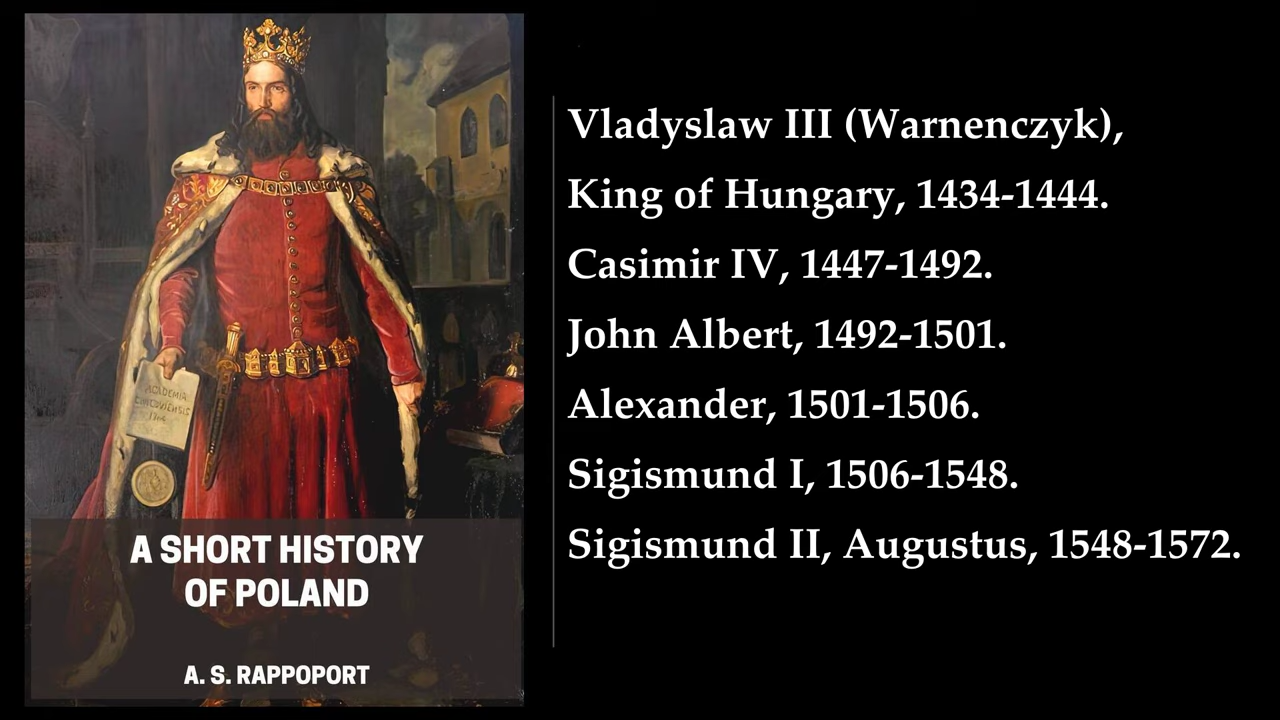 ACADEMIA
A SHORT HISTORY
OF POLAND
A. S. RAPPOPORT
Vladyslaw III (Warnenczyk),
King of Hungary, 1434-1444.
Casimir IV, 1447-1492.
John Albert, 1492-1501.
Alexander, 1501-1506.
Sigismund I, 1506-1548.
Sigismund II, Augustus, 1548-1572.